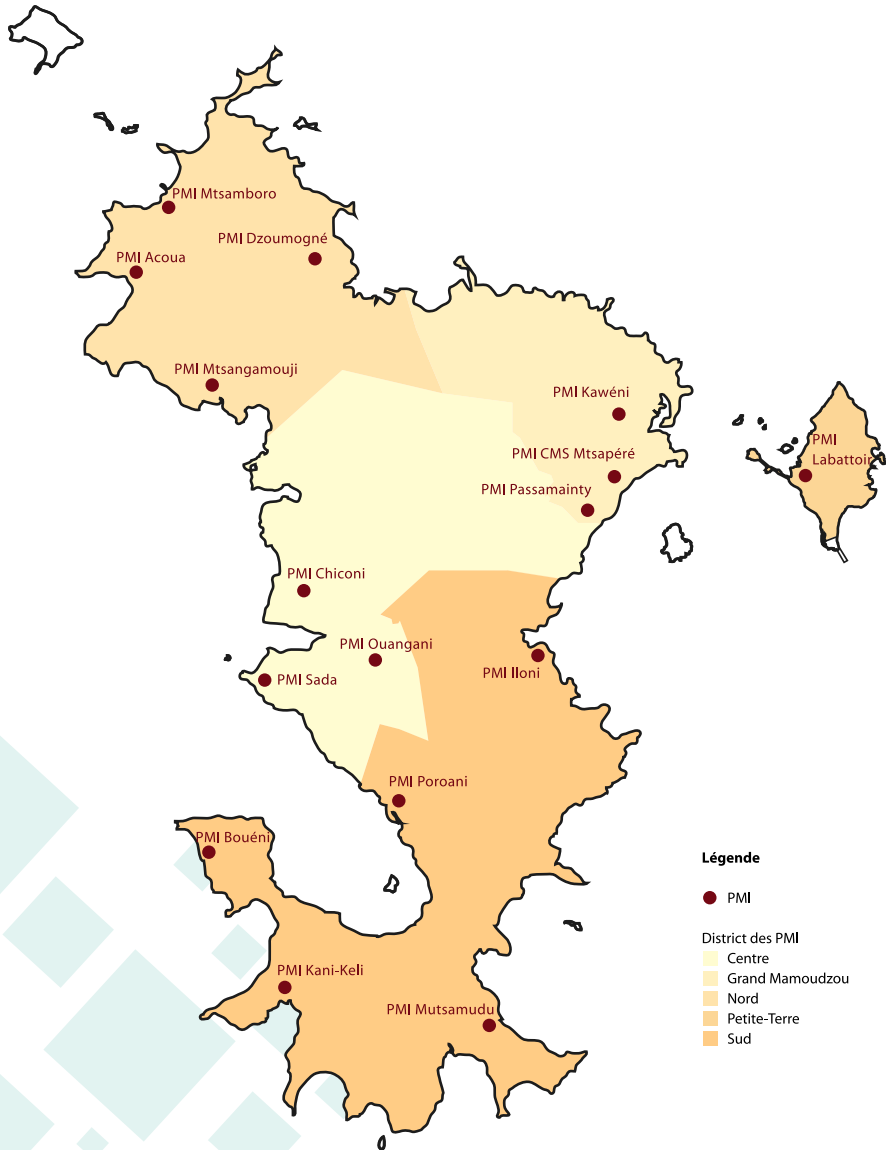 PMI Mtsamboro
PMI Dzoumogné
PMI Acoua
PMI Mtsangamouji
PMI Kawéni
PMI
Labattoir
PMI CMS Mtsapéré
PMI Passamainty
PMI Chiconi
PMI Ouangani
PMI Iloni
PMI Sada
PMI Poroani
PMI Bouéni
PMI Kani-Keli
PMI Mutsamudu
Légende
PMI
District des PMI
Centre
Grand Mamoudzou
Nord
Petite-Terre
Sud